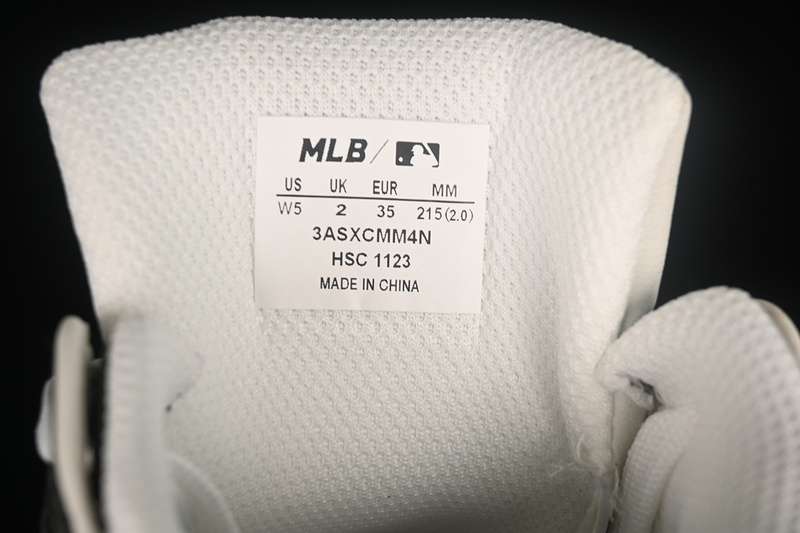 MLB/
US UK EUR MM
W5 2 35 215(2.0)
3ASXCMM4N
HSC 1123
MADE IN CHINA